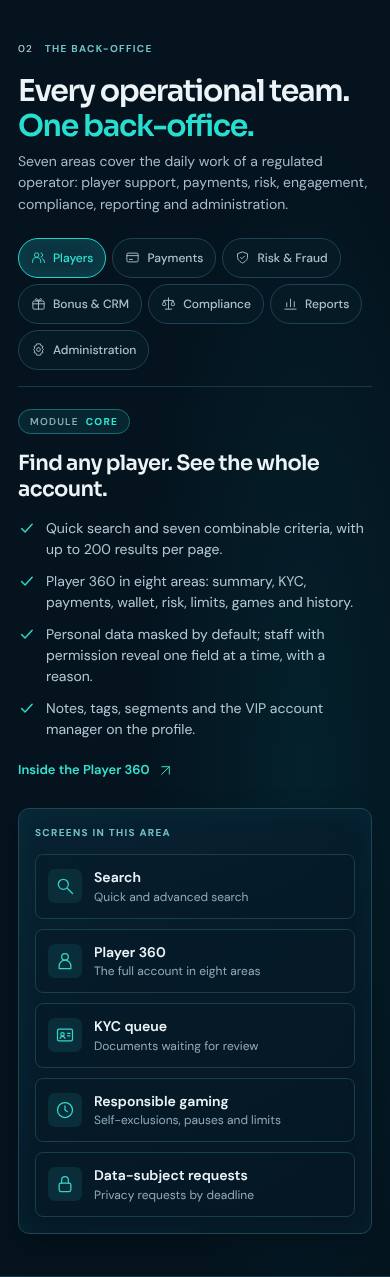 02 THE BACK-OFFICE
Every operational team.
One back-office.
Seven areas cover the daily work of a regulated
operator: player support, payments, risk, engagement,
compliance, reporting and administration.
Players
Payments
Risk & Fraud
Bonus & CRM
Compliance
Reports
Administration
MODULE CORE
Find any player. See the whole
account.
Quick search and seven combinable criteria, with
up to 200 results per page.
Player 360 in eight areas: summary, KYC,
payments, wallet, risk, limits, games and history.
Personal data masked by default; staff with
permission reveal one field at a time, with a
reason.
Notes, tags, segments and the VIP account
manager on the profile.
Inside the Player 360
SCREENS IN THIS AREA
Search
Quick and advanced search
Player 360
The full account in eight areas
KYC queue
Documents waiting for review
Responsible gaming
Self-exclusions, pauses and limits
Data-subject requests
Privacy requests by deadline